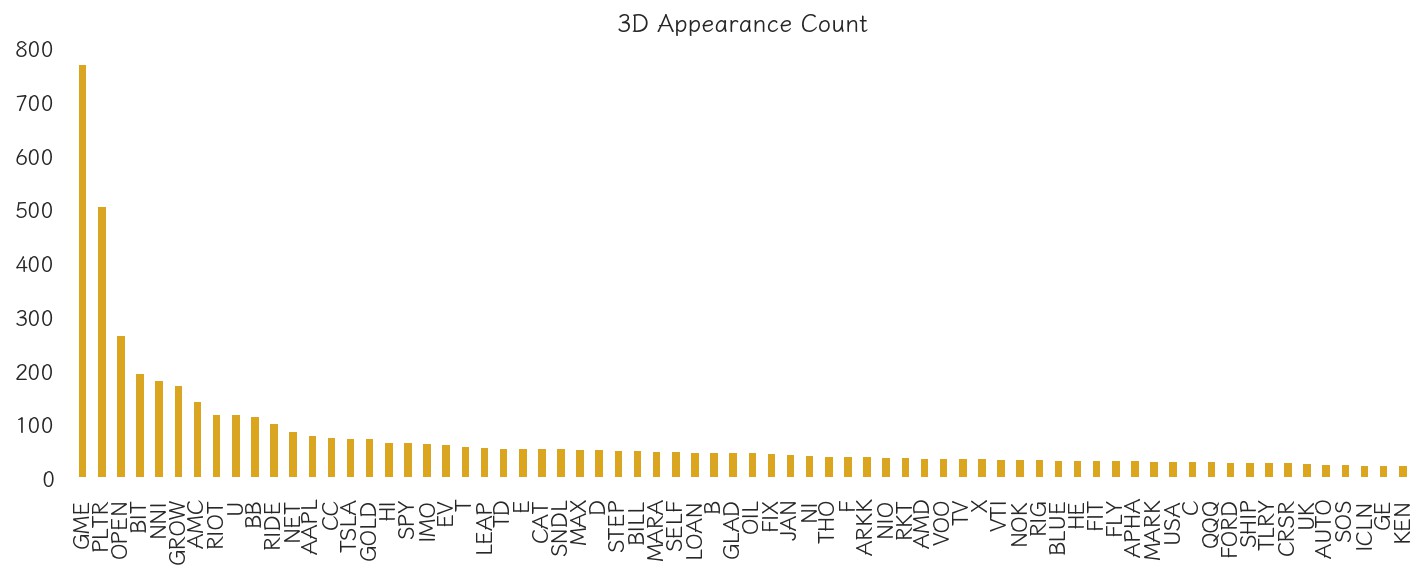 3D Appearance Count
800
700
600
500
400
300
200
100
0
GME
PLTR
OPEN
BIT
NNI
GROW
AMC
RIOT
U
BB
RIDE
NET
AAPL
CC
TSLA
GOLD
HI
SPY
IMO
EV
T
LEAP
TD
E
CAT
SNDL
MAX
D
STEP
BILL
MARA
SELF
LOAN
B
GLAD
OIL
FIX
JAN
NI
THO
F
ARKK
NIO
RKT
AMD
VOO
TV
X
VTI
NOK
RIG
BLUE
HE
FIT
FLY
APHA
MARK
USA
C
QQQ
FORD
SHIP
TLRY
CRSR
UK
AUTO
SOS
ICLN
GE
KEN